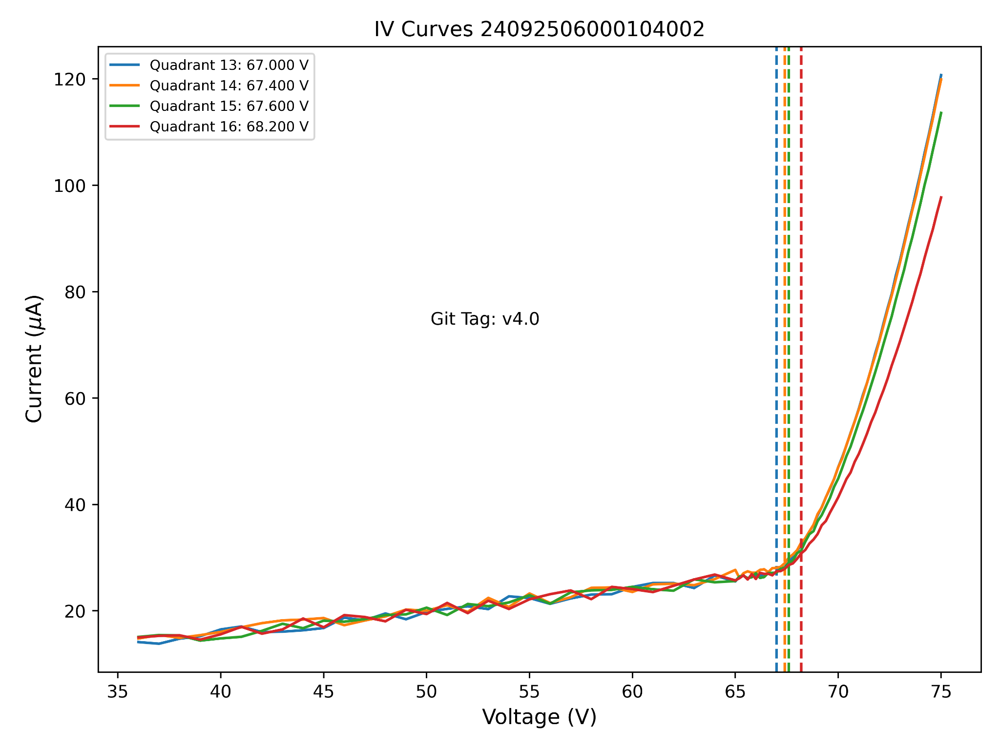 IV Curves 24092506000104002
Quadrant 13: 67.000 V
Quadrant 14: 67.400 V
Quadrant 15: 67.600 V
Quadrant 16: 68.200 V
120
100
80
60
40
20
Current (μA)
Git Tag: v4.0
35 40 45 50 55 60 65 70 75
Voltage (V)